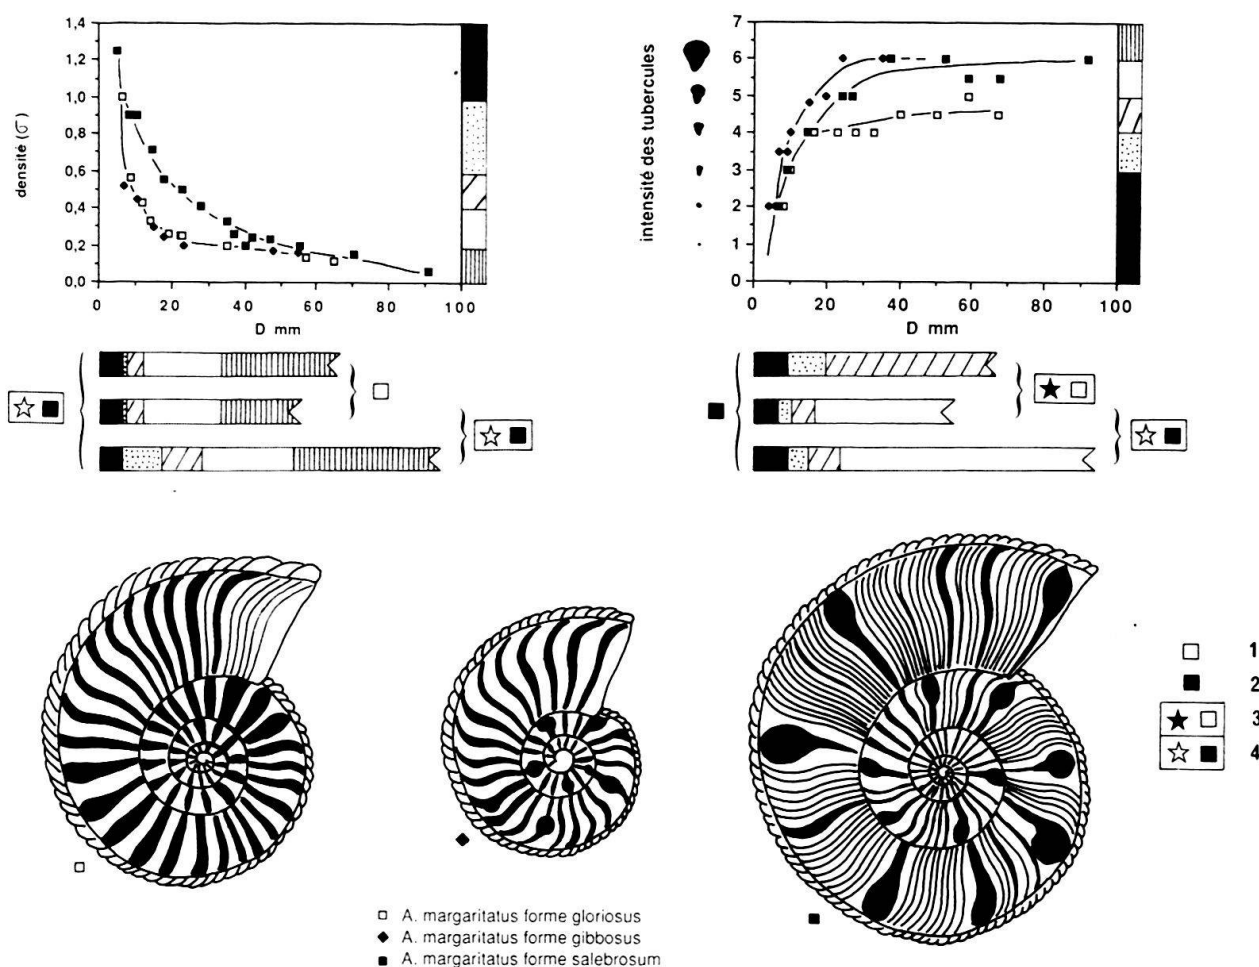 densité (σ)
1,4
1,2
1,0
0,8
0,6
0,4
0,2
0,0
0 20 40 60 80 100
D mm
intensité des tubercules
7
6
5
4
3
2
1
0
0 20 40 60 80 100
D mm
1
2
3
4
A. margaritatus forme gloriosus
A. margaritatus forme gibbosus
A. margaritatus forme salebrosum